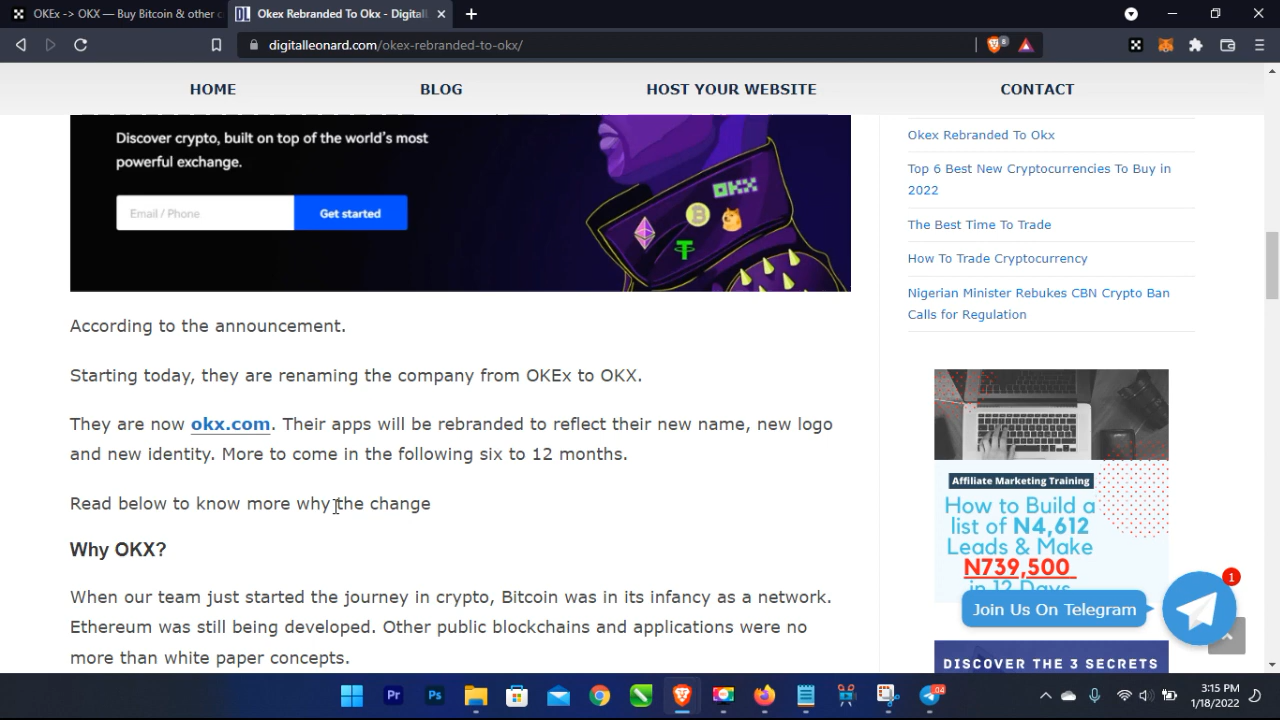 OKEx -> OKX — Buy Bitcoin & other c
Okex Rebranded To Okx - Digital
digitalleonard.com/okex-rebranded-to-okx/
8
HOME
BLOG
HOST YOUR WEBSITE
CONTACT
Discover crypto, built on top of the world's most
powerful exchange.
Email / Phone
Get started
OKX
According to the announcement.
Starting today, they are renaming the company from OKEx to OKX.
They are now okx.com. Their apps will be rebranded to reflect their new name, new logo
and new identity. More to come in the following six to 12 months.
Read below to know more why the change
Why OKX?
When our team just started the journey in crypto, Bitcoin was in its infancy as a network.
Ethereum was still being developed. Other public blockchains and applications were no
more than white paper concepts.
Okex Rebranded To Okx
Top 6 Best New Cryptocurrencies To Buy in
2022
The Best Time To Trade
How To Trade Cryptocurrency
Nigerian Minister Rebukes CBN Crypto Ban
Calls for Regulation
Affiliate Marketing Training
How to Build a
list of N4,612
Leads & Make
N739,500
in 12 Days
Join Us On Telegram
1
DISCOVER THE 3 SECRETS
Pr
Ps
04
3:15 PM
1/18/2022